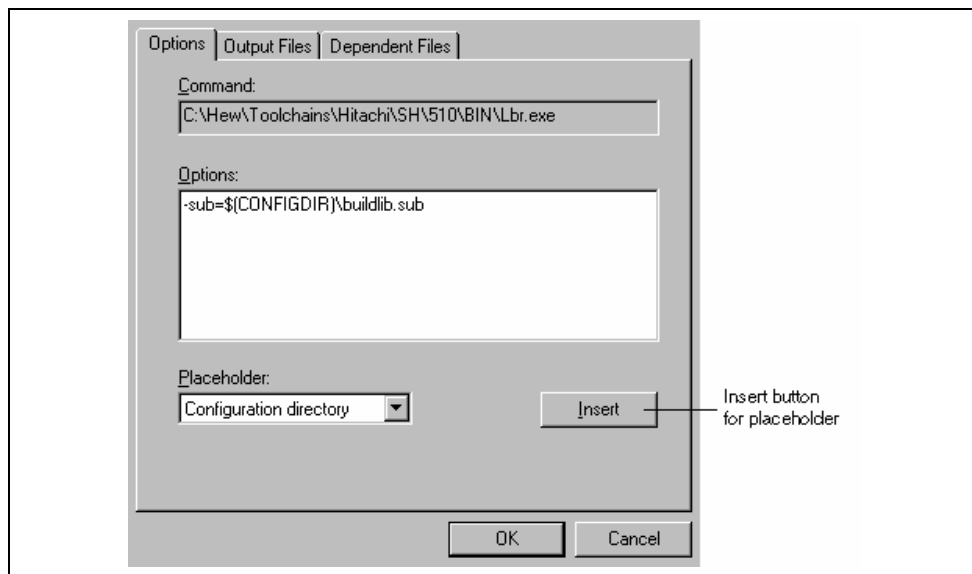 Options Output Files Dependent Files
Command:
C:\Hew\Toolchains\Hitachi\SH\510\BIN\Lbr.exe
Options:
-sub=$(CONFIGDIR)\buildlib.sub
Placeholder:
Configuration directory
Insert
Insert button
for placeholder
OK Cancel